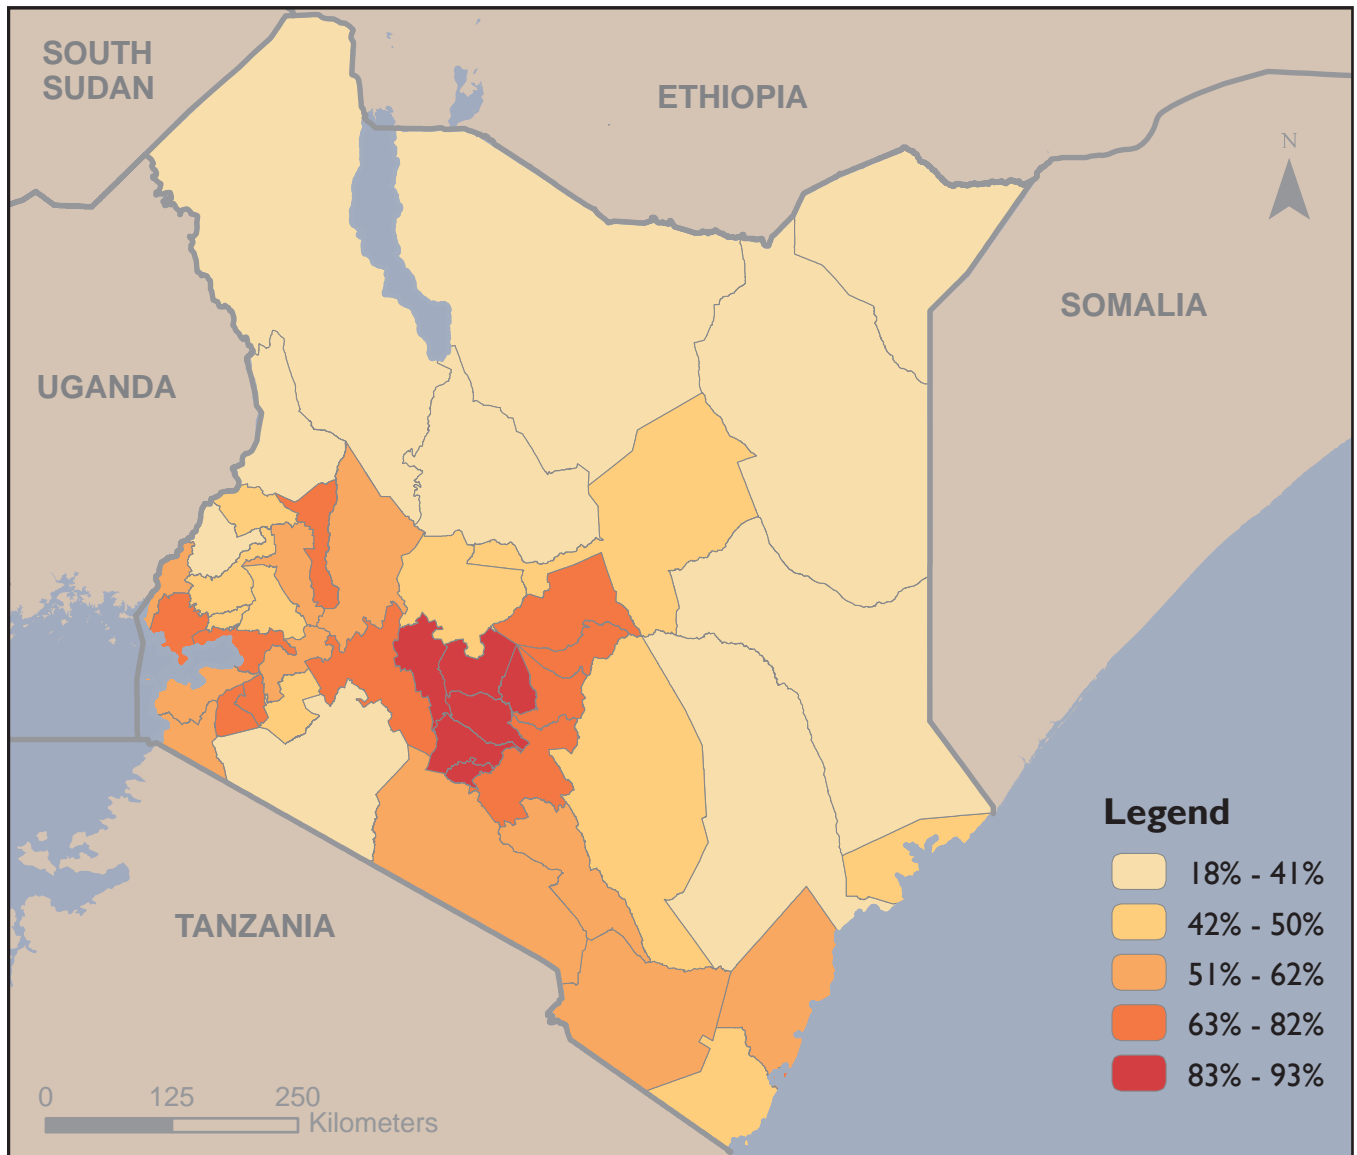 SOUTH
SUDAN
ETHIOPIA
N
SOMALIA
UGANDA
TANZANIA
Legend
18% - 41%
42% - 50%
51% - 62%
63% - 82%
83% - 93%
0 125 250
Kilometers